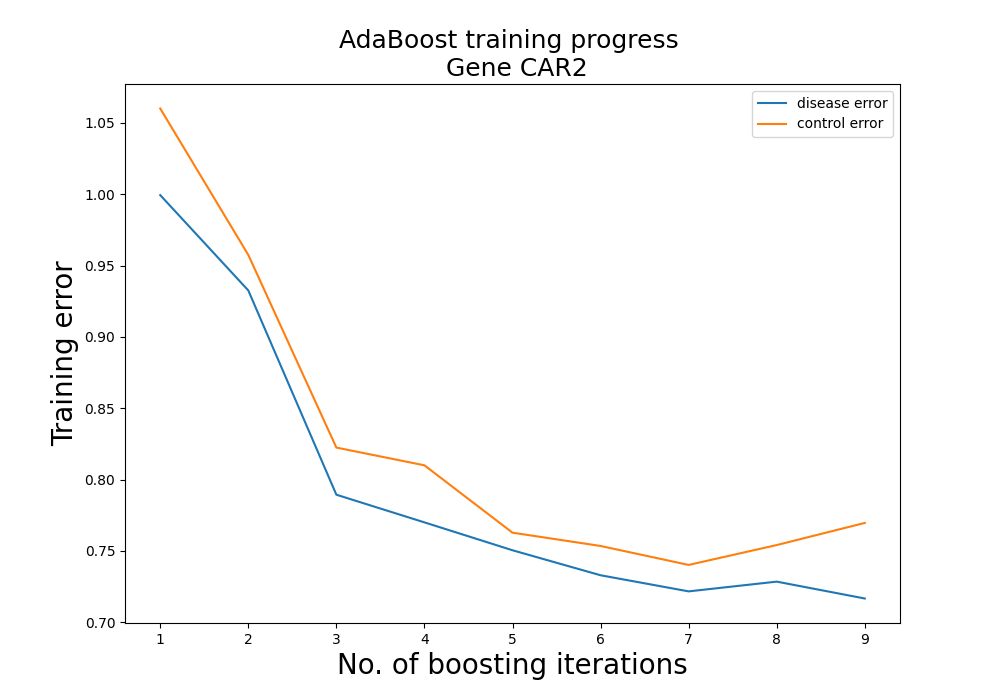 AdaBoost training progress
Gene CAR2
disease error
control error
1.05
1.00
0.95
0.90
0.85
0.80
0.75
0.70
Training error
1 2 3 4 5 6 7 8 9
No. of boosting iterations